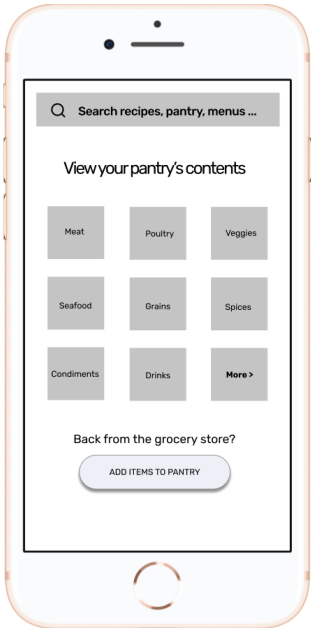 Search recipes, pantry, menus ...
View your pantry's contents
Meat Poultry Veggies
Seafood Grains Spices
Condiments Drinks More >
Back from the grocery store?
ADD ITEMS TO PANTRY